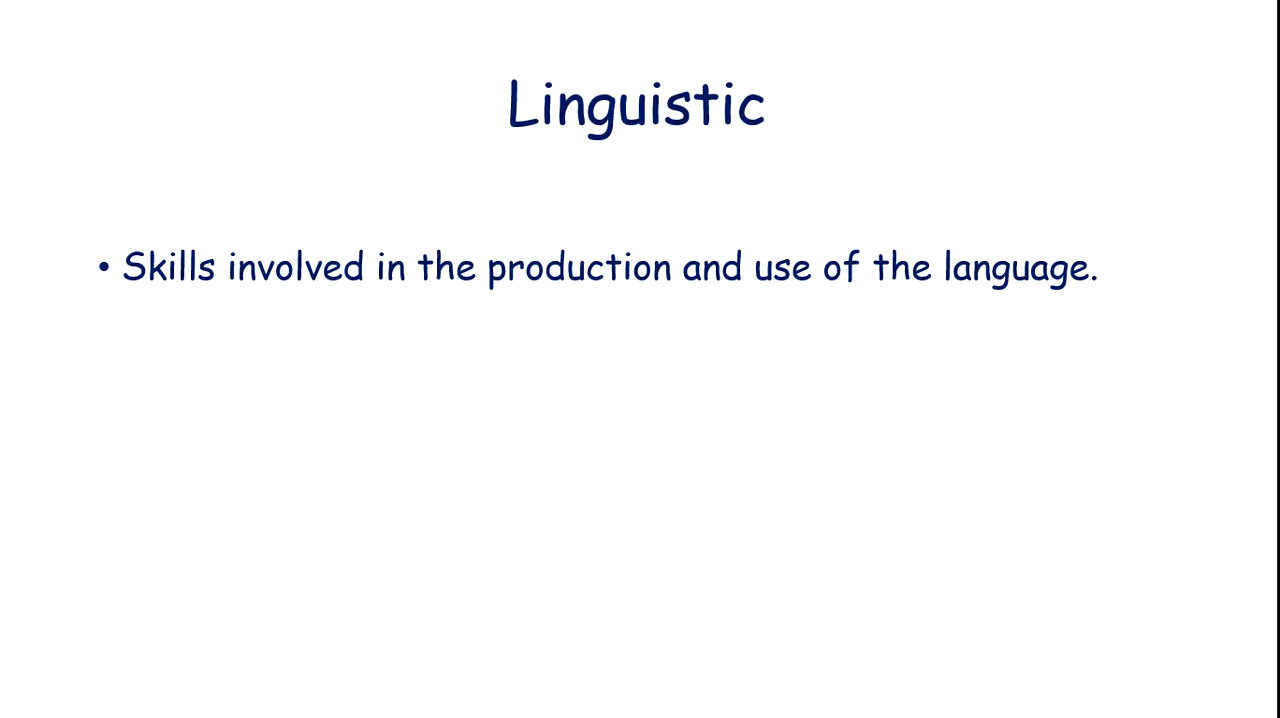 Linguistic
• Skills involved in the production and use of the language.